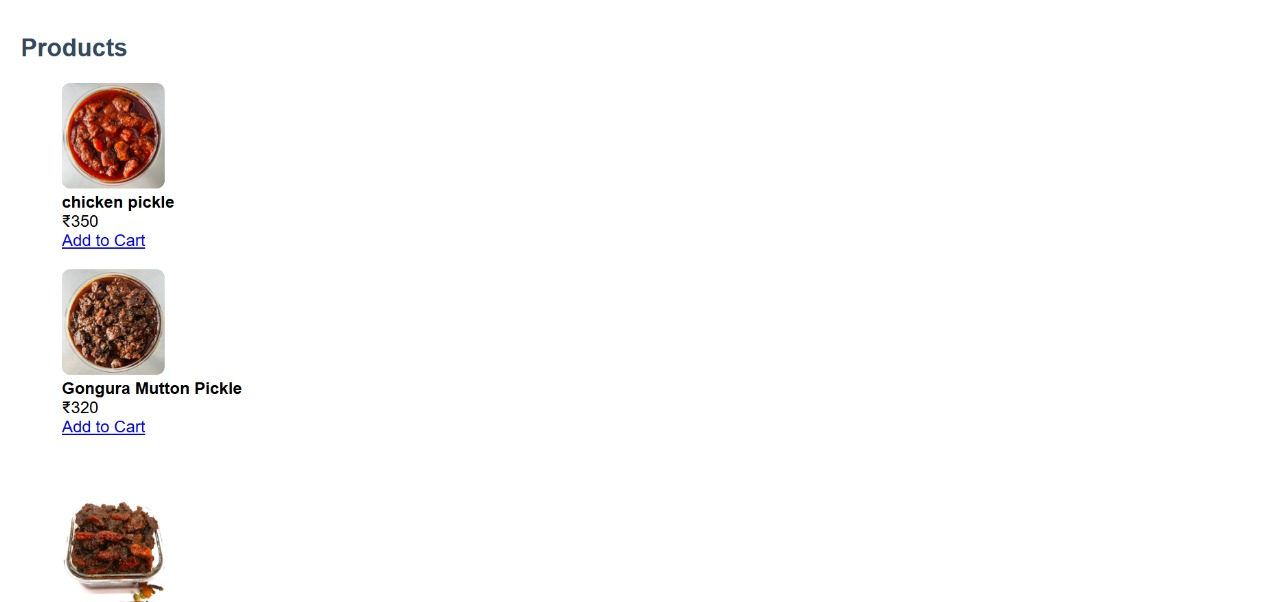 Products
chicken pickle
₹350
Add to Cart
Gongura Mutton Pickle
₹320
Add to Cart